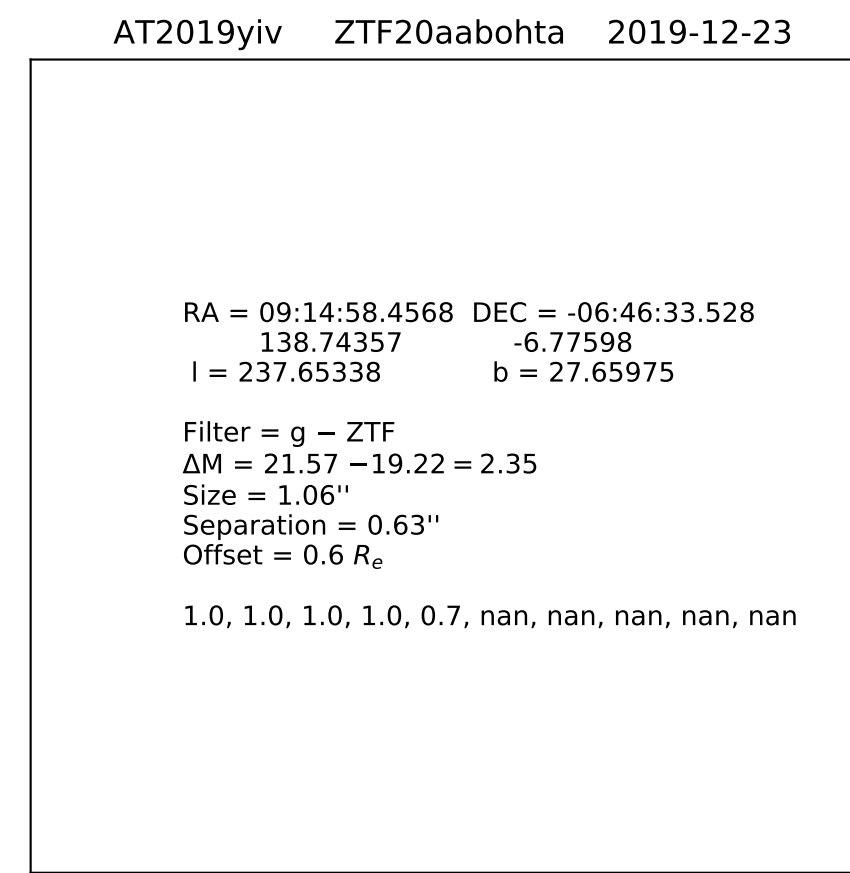 AT2019yiv ZTF20aabohta 2019-12-23
RA = 09:14:58.4568 DEC = -06:46:33.528
138.74357 -6.77598
l = 237.65338 b = 27.65975
Filter = g − ZTF
ΔM = 21.57 −19.22 = 2.35
Size = 1.06''
Separation = 0.63''
Offset = 0.6 Re
1.0, 1.0, 1.0, 1.0, 0.7, nan, nan, nan, nan, nan